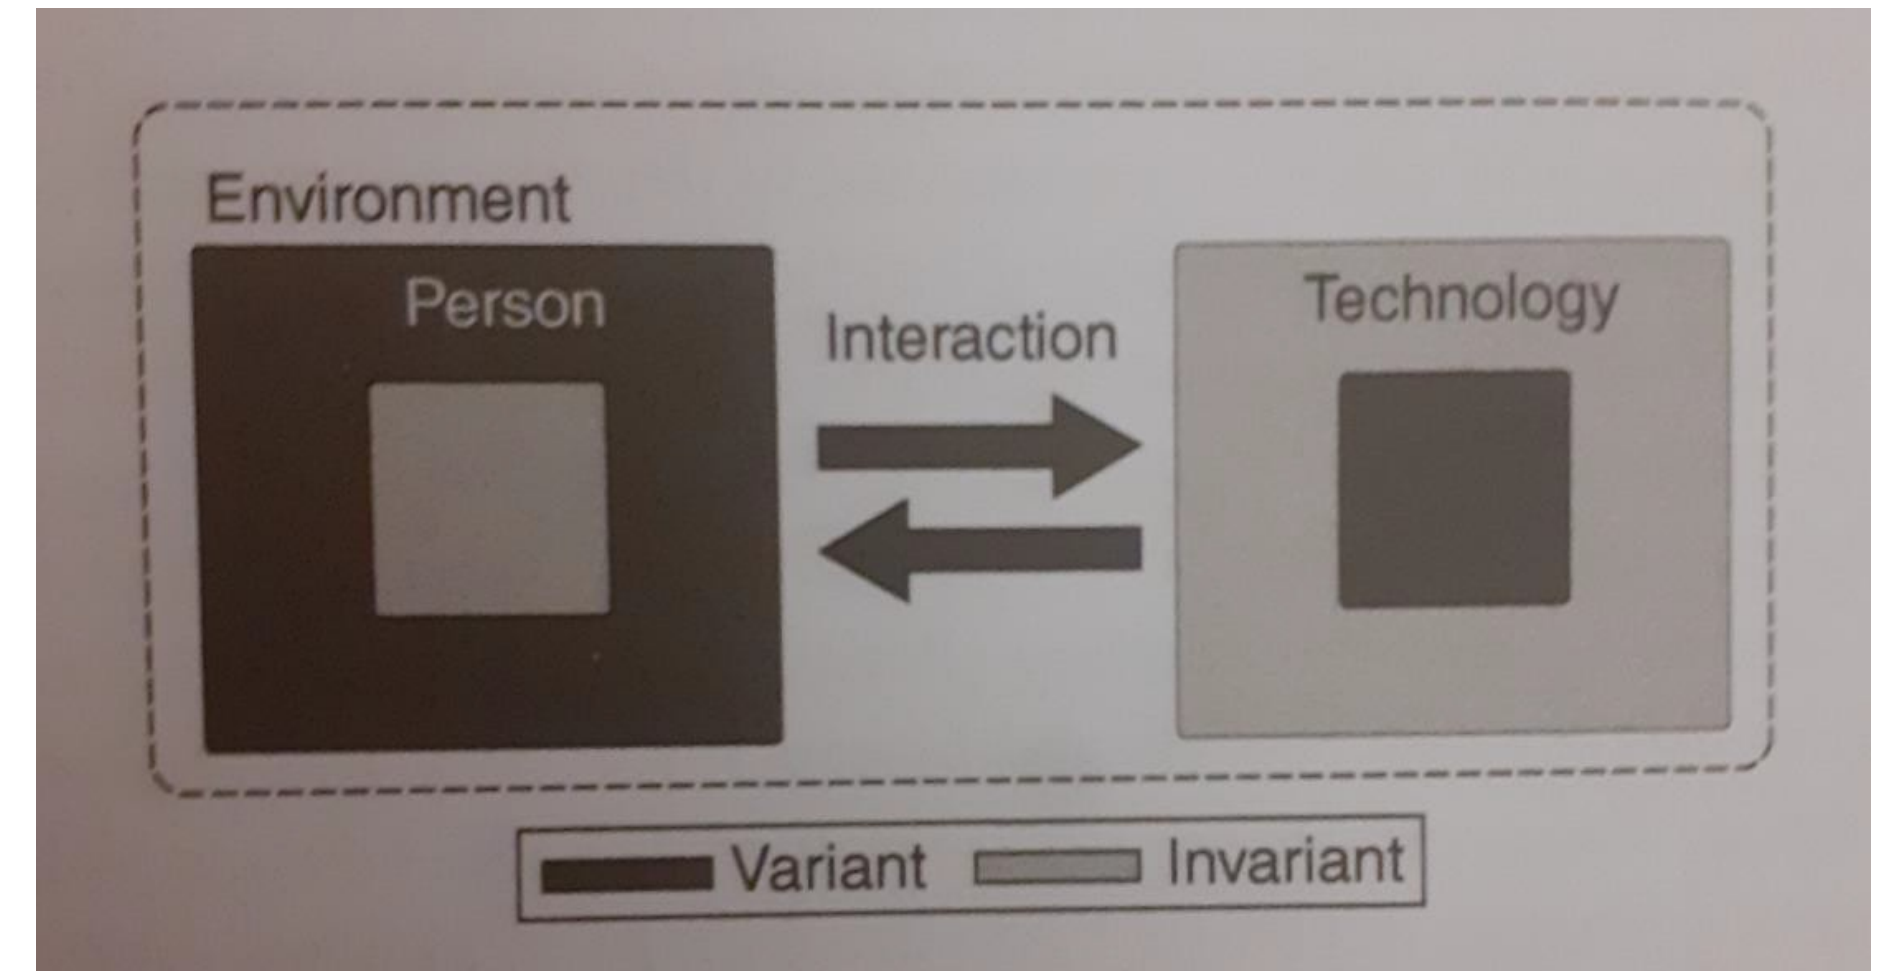 Environment
Person
Interaction
Technology
Variant Invariant